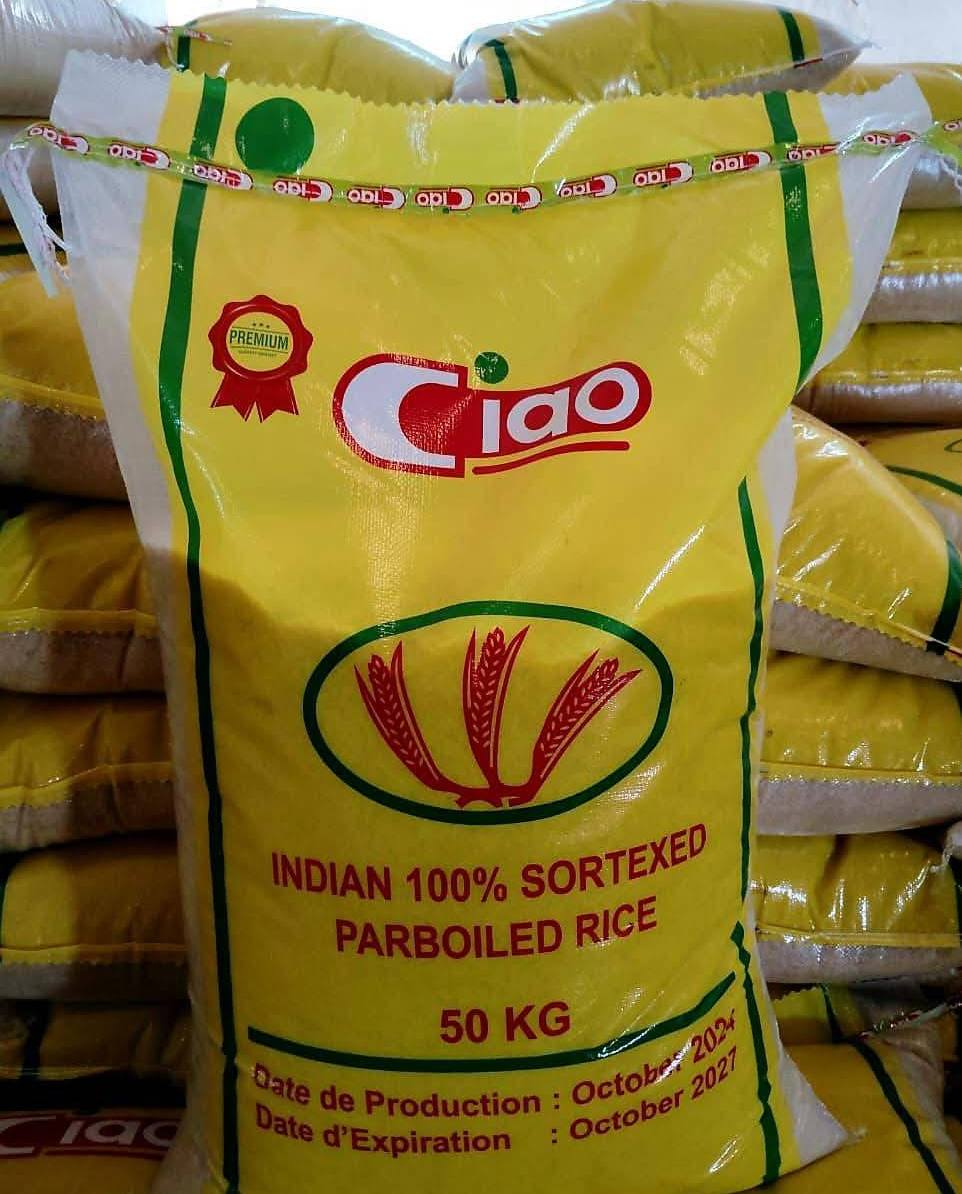 Ciao Ciao Ciao Ciao Ciao Ciao Ciao Ciao Ciao Ciao Ciao Ciao
PREMIUM
Ciao
INDIAN 100% SORTEXED
PARBOILED RICE
50 KG
Date de Production : October 2024
Date d'Expiration : October 2027
Ciao